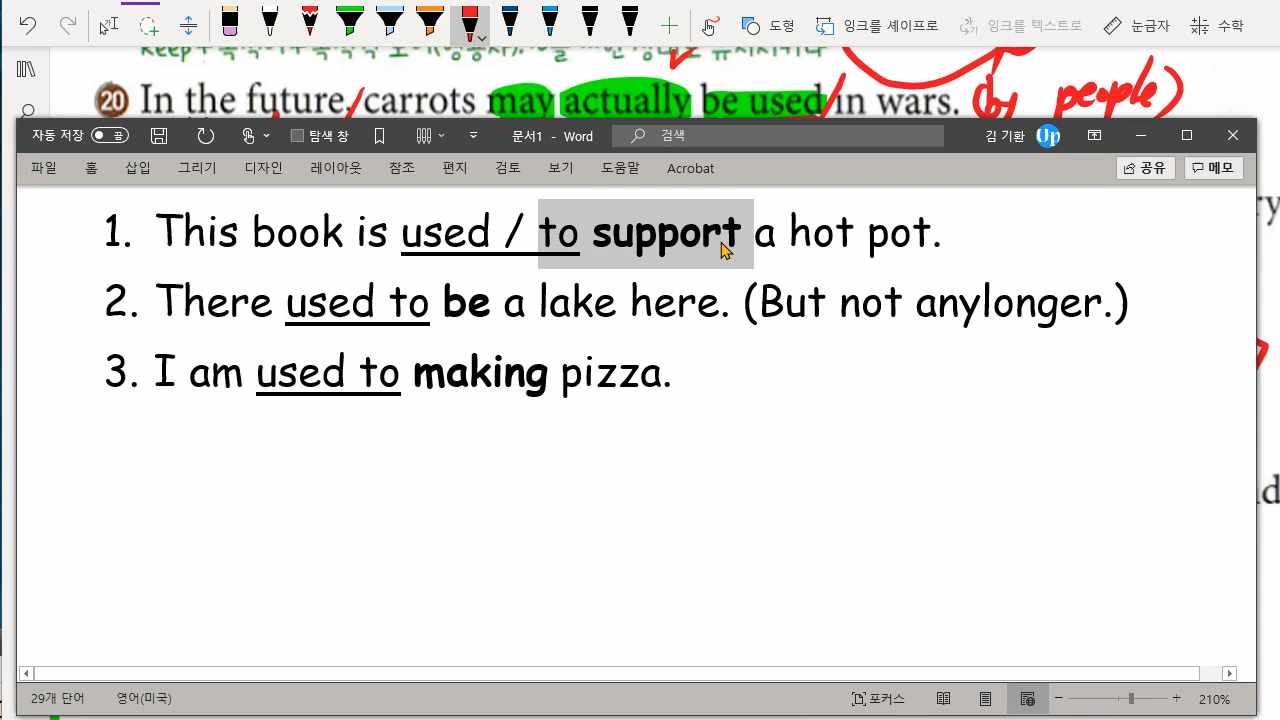 도형
잉크를 셰이프로
잉크를 텍스트로
눈금자
수학
20 In the future, carrots may actually be used in wars. (by people)
자동 저장 끔
탐색 창
문서1 - Word
검색
김 기환
Up
파일 홈 삽입 그리기 디자인 레이아웃 참조 편지 검토 보기 도움말 Acrobat
공유 메모
1. This book is used / to support a hot pot.
2. There used to be a lake here. (But not anylonger.)
3. I am used to making pizza.
29개 단어 영어(미국)
포커스
210%